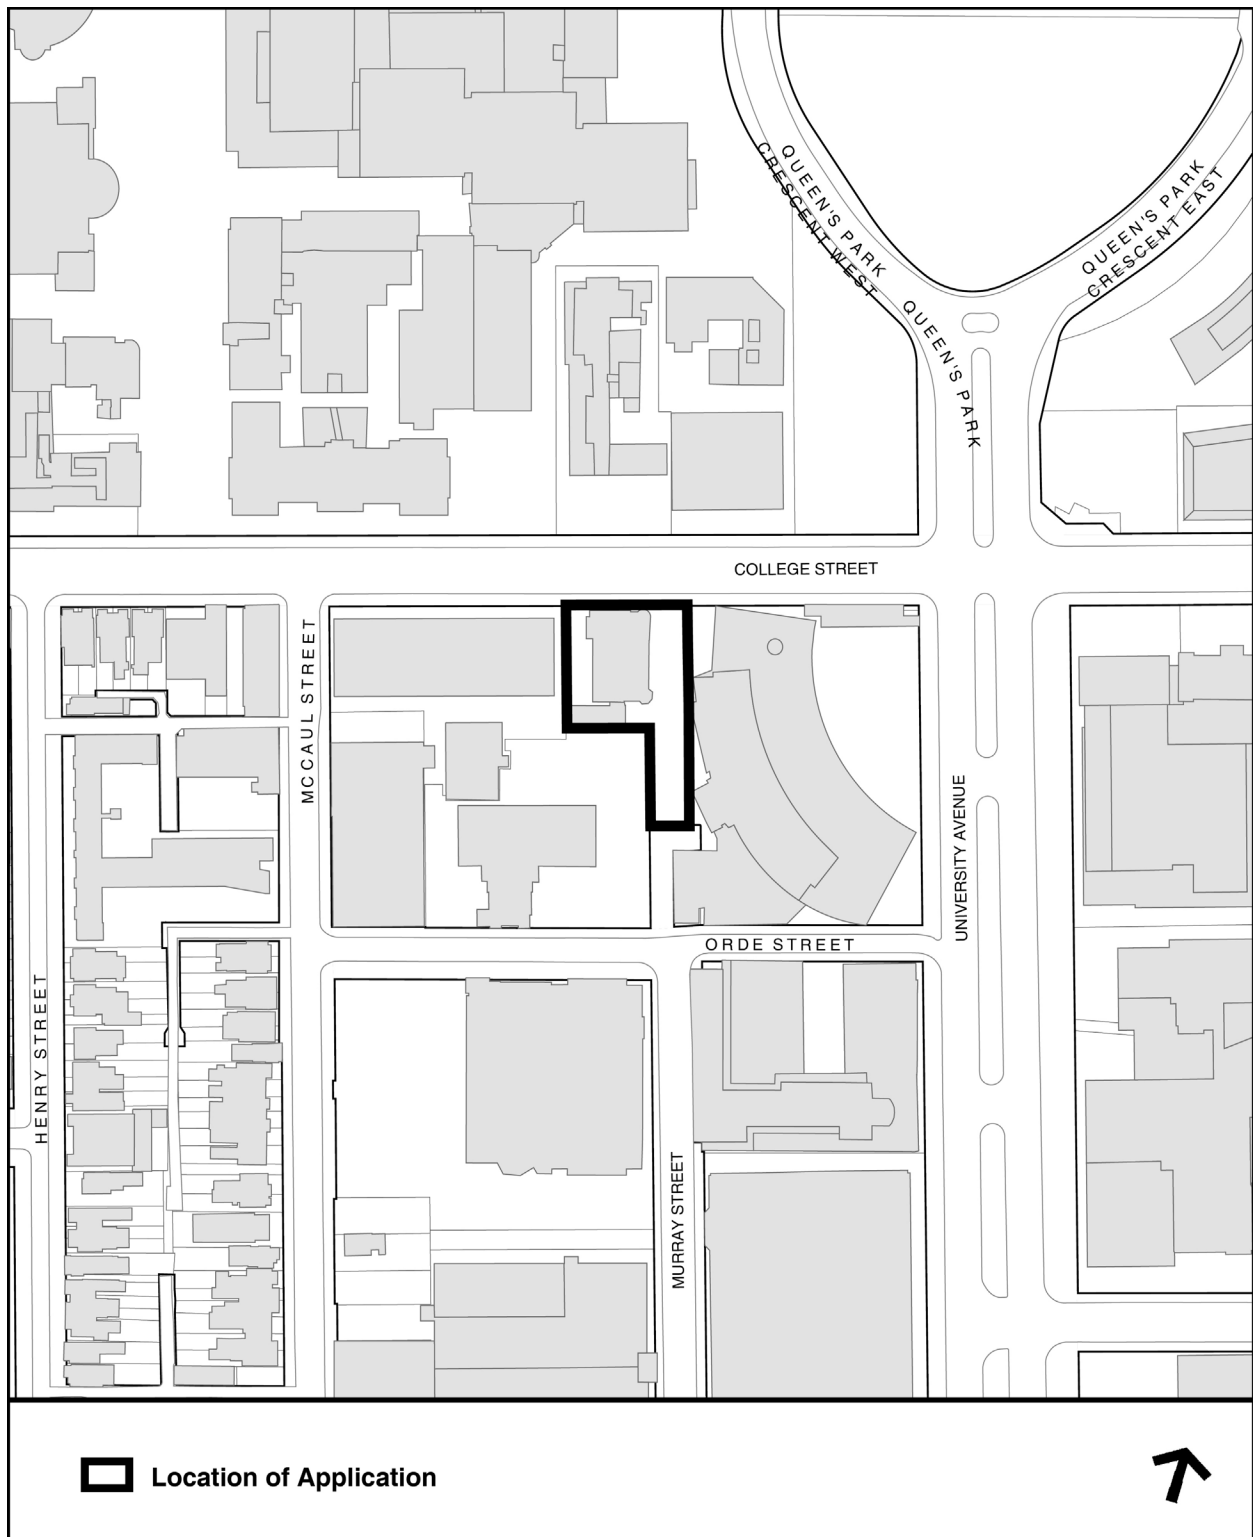 QUEEN'S PARK
CRESCENT WEST
QUEEN'S PARK
CRESCENT EAST
QUEEN'S PARK
COLLEGE STREET
MCCAUL STREET
UNIVERSITY AVENUE
ORDE STREET
HENRY STREET
MURRAY STREET
Location of Application